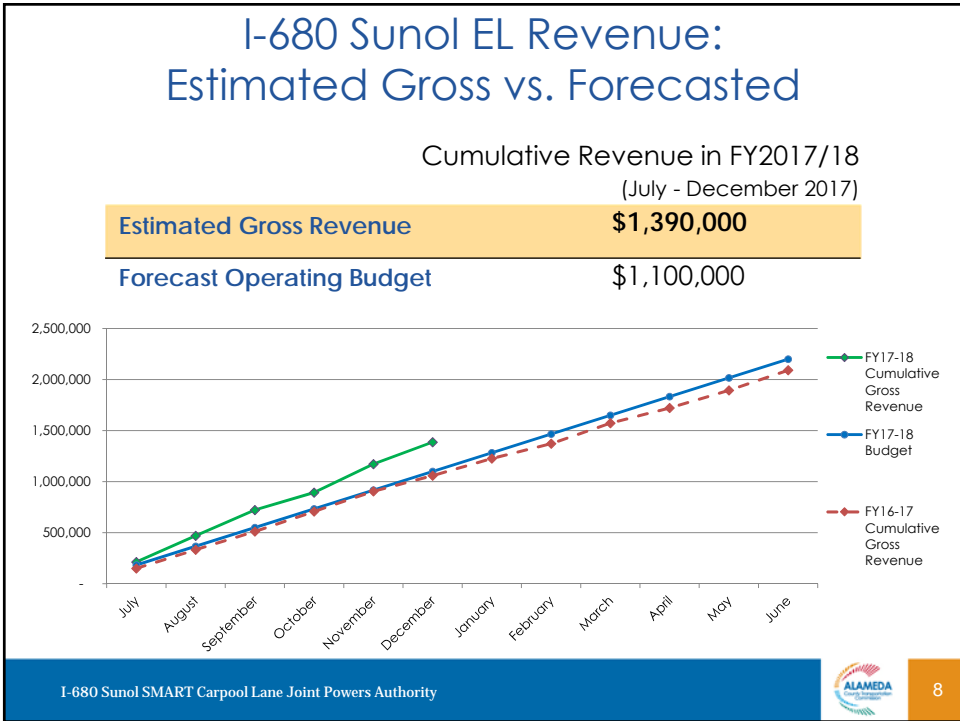 I-680 Sunol EL Revenue:
Estimated Gross vs. Forecasted
Cumulative Revenue in FY2017/18
(July - December 2017)
Estimated Gross Revenue $1,390,000
Forecast Operating Budget $1,100,000
2,500,000
2,000,000
1,500,000
1,000,000
500,000
-
July
August
September
October
November
December
January
February
March
April
May
June
FY17-18
Cumulative
Gross
Revenue
FY17-18
Budget
FY16-17
Cumulative
Gross
Revenue
I-680 Sunol SMART Carpool Lane Joint Powers Authority
ALAMEDA
County Transportation
Commission
8